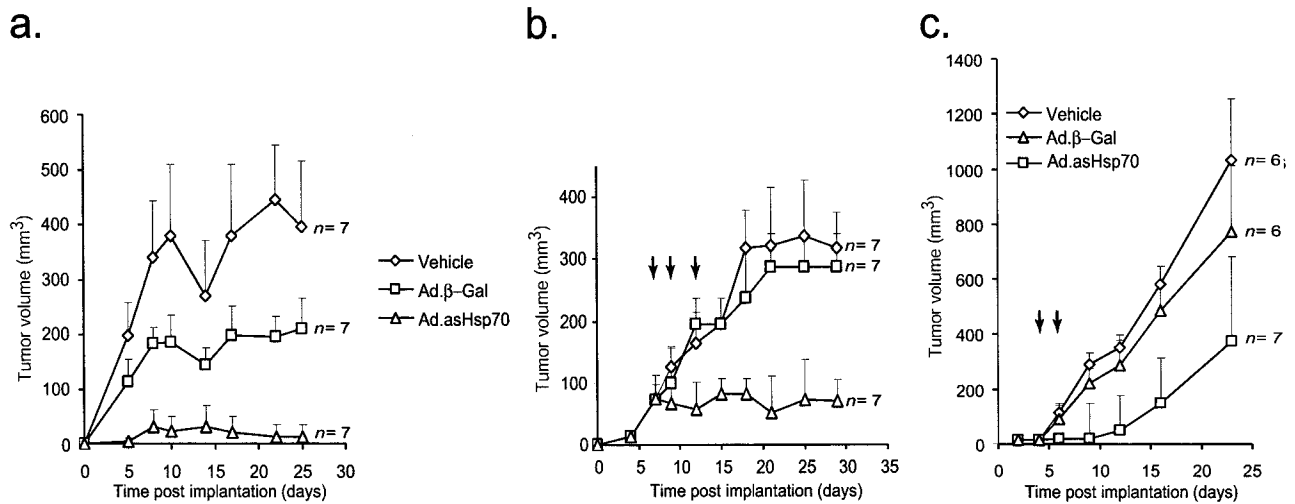 a.
600
500
400
300
200
100
0
Tumor volume (mm³)
n= 7
n= 7
n= 7
0 5 10 15 20 25 30
Time post implantation (days)
Vehicle
Ad.β–Gal
Ad.asHsp70
b.
400
300
200
100
0
Tumor volume (mm³)
n= 7
n= 7
n= 7
0 5 10 15 20 25 30 35
Time post implantation (days)
c.
1400
1200
1000
800
600
400
200
0
Tumor volume (mm³)
Vehicle
Ad.β–Gal
Ad.asHsp70
n= 6;
n= 6
n= 7
0 5 10 15 20 25
Time post implantation (days)